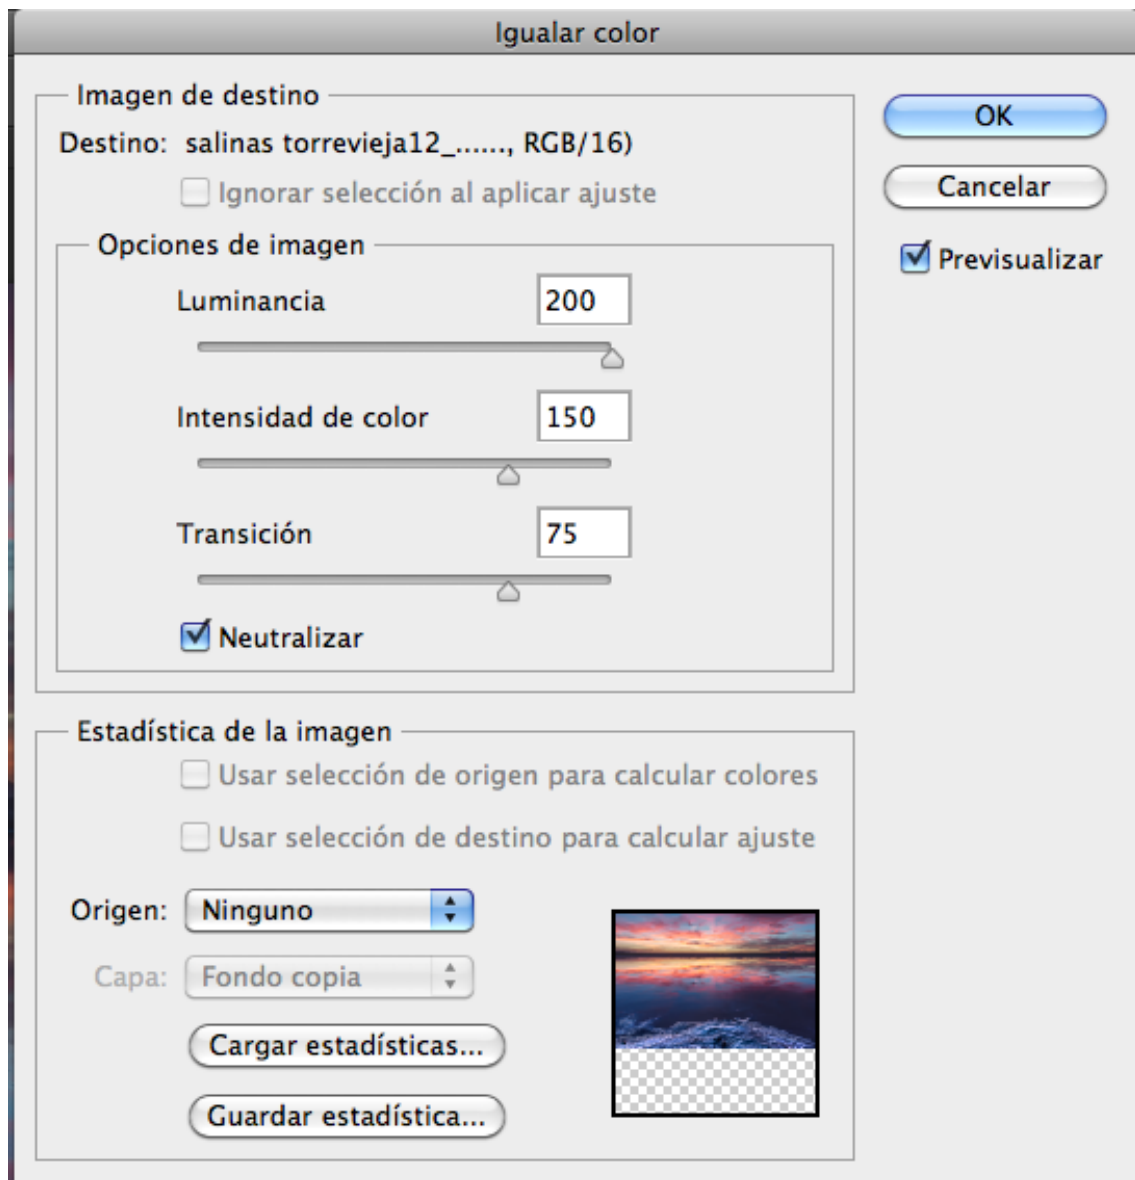 Igualar color
Imagen de destino
Destino: salinas torrevieja12_......, RGB/16)
Ignorar selección al aplicar ajuste
OK
Cancelar
Previsualizar
Opciones de imagen
Luminancia 200
Intensidad de color 150
Transición 75
Neutralizar
Estadística de la imagen
Usar selección de origen para calcular colores
Usar selección de destino para calcular ajuste
Origen: Ninguno
Capa: Fondo copia
Cargar estadísticas...
Guardar estadística...